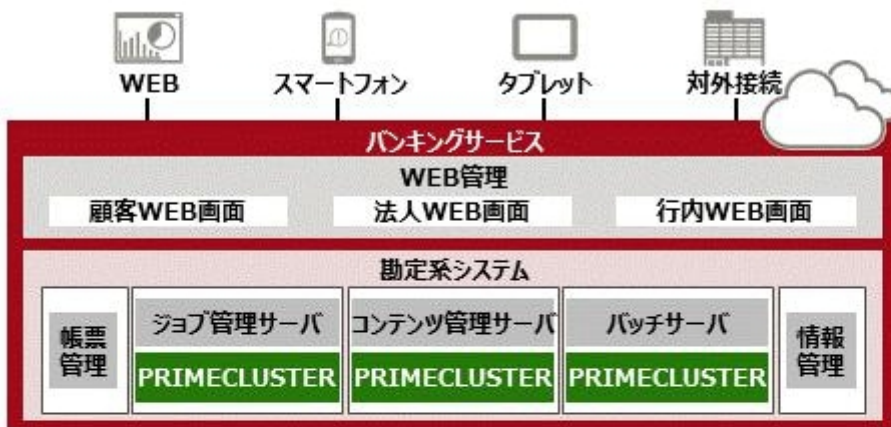 WEB
スマートフォン
タブレット
対外接続
バンキングサービス
WEB管理
顧客WEB画面
法人WEB画面
行内WEB画面
勘定系システム
帳票
管理
ジョブ管理サーバ
PRIMECLUSTER
コンテンツ管理サーバ
PRIMECLUSTER
バッチサーバ
PRIMECLUSTER
情報
管理